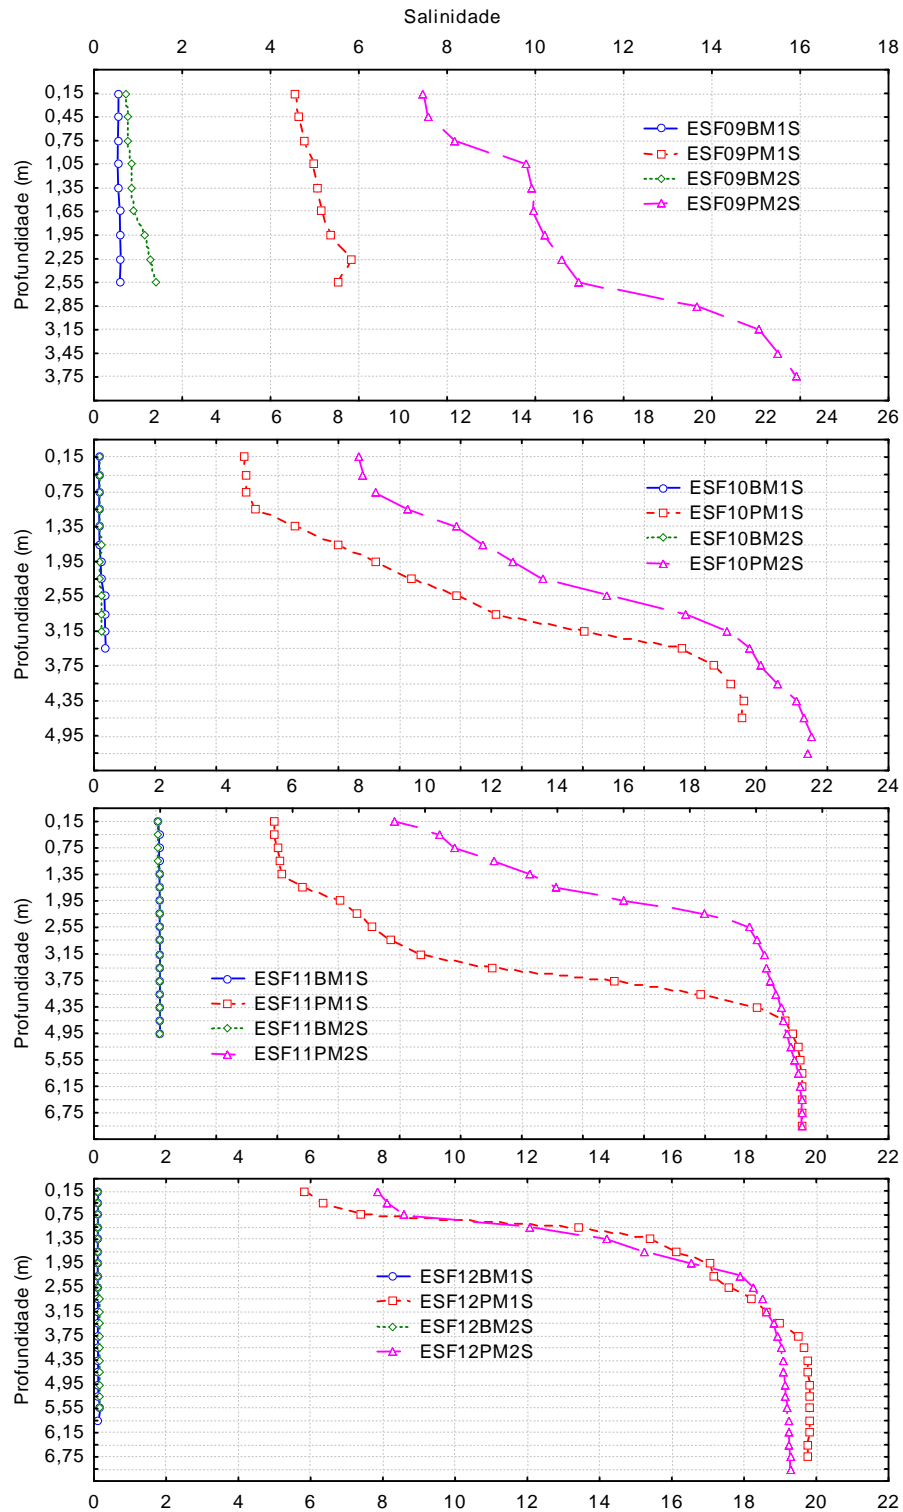 Salinidade
0 2 4 6 8 10 12 14 16 18
Profundidade (m)
0,15
0,45
0,75
1,05
1,35
1,65
1,95
2,25
2,55
2,85
3,15
3,45
3,75
ESF09BM1S
ESF09PM1S
ESF09BM2S
ESF09PM2S
0 2 4 6 8 10 12 14 16 18 20 22 24 26
Profundidade (m)
0,15
0,75
1,35
1,95
2,55
3,15
3,75
4,35
4,95
ESF10BM1S
ESF10PM1S
ESF10BM2S
ESF10PM2S
0 2 4 6 8 10 12 14 16 18 20 22 24
Profundidade (m)
0,15
0,75
1,35
1,95
2,55
3,15
3,75
4,35
4,95
5,55
6,15
6,75
ESF11BM1S
ESF11PM1S
ESF11BM2S
ESF11PM2S
0 2 4 6 8 10 12 14 16 18 20 22
Profundidade (m)
0,15
0,75
1,35
1,95
2,55
3,15
3,75
4,35
4,95
5,55
6,15
6,75
ESF12BM1S
ESF12PM1S
ESF12BM2S
ESF12PM2S
0 2 4 6 8 10 12 14 16 18 20 22